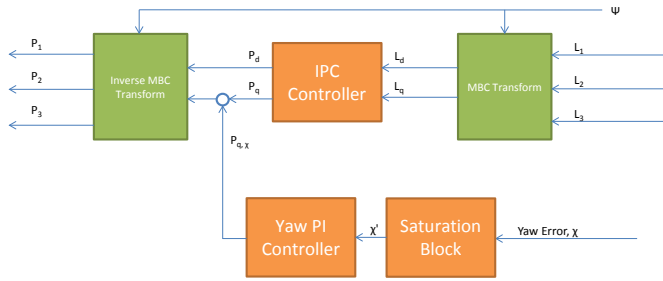 Ψ
P1
P2
P3
Inverse MBC
Transform
Pd
Pq
IPC
Controller
Ld
Lq
MBC Transform
L1
L2
L3
Pq, χ
Yaw PI
Controller
χ'
Saturation
Block
Yaw Error, χ